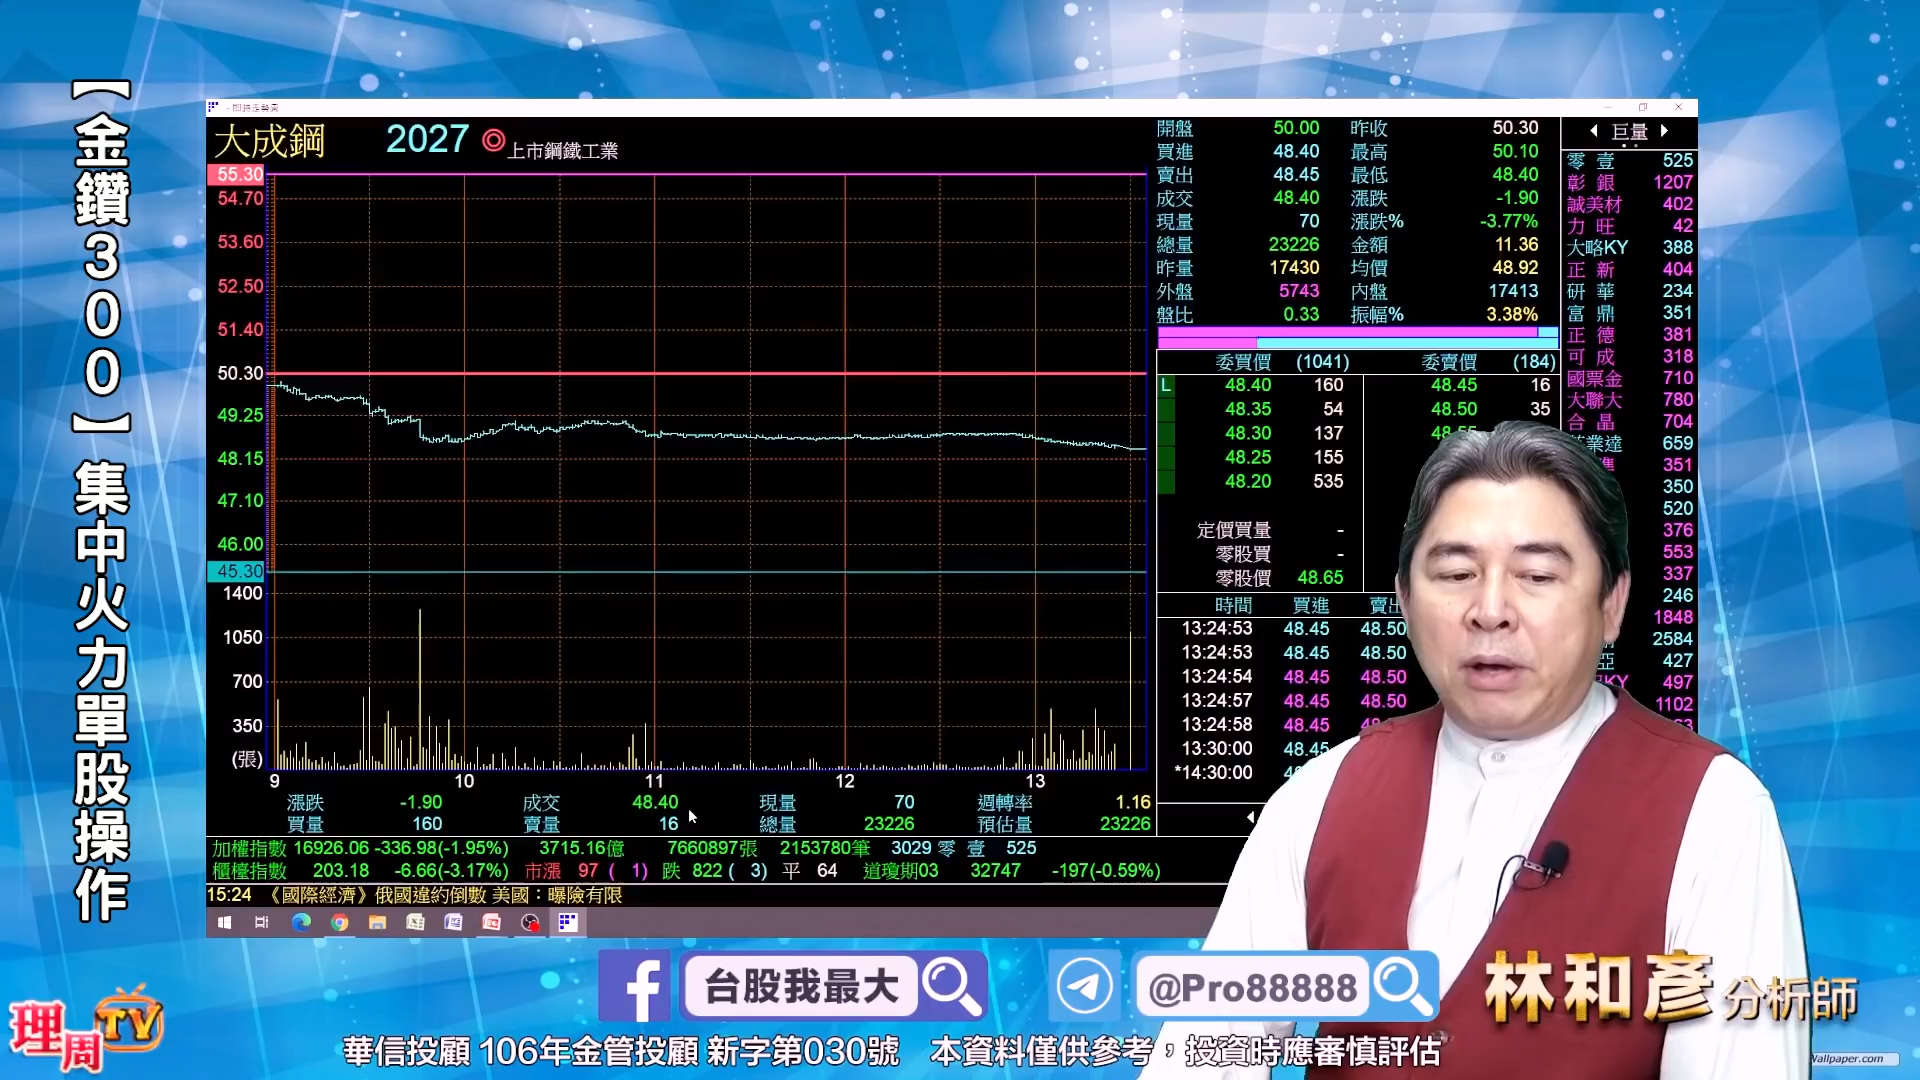 【金鑽300】集中火力單股操作
大成鋼 2027 ◎上市鋼鐵工業
55.30
54.70
53.60
52.50
51.40
50.30
49.25
48.15
47.10
46.00
45.30
1400
1050
700
350
(張)
9 10 11 12 13
漲跌 -1.90 成交 48.40 現量 70 週轉率 1.16
買量 160 賣量 16 總量 23226 預估量 23226
開盤 50.00 昨收 50.30
買進 48.40 最高 50.10
賣出 48.45 最低 48.40
成交 48.40 漲跌 -1.90
現量 70 漲跌% -3.77%
總量 23226 金額 11.36
昨量 17430 均價 48.92
外盤 5743 內盤 17413
盤比 0.33 振幅% 3.38%
委買價 (1041) 委賣價 (184)
L 48.40 160 48.45 16
48.35 54 48.50 35
48.30 137
48.25 155
48.20 535
定價買量 -
零股買 -
零股價 48.65
時間 買進 賣出
13:24:53 48.45 48.50
13:24:53 48.45 48.50
13:24:54 48.45 48.50
13:24:57 48.45 48.50
13:24:58 48.45
13:30:00 48.45
*14:30:00
巨量
零壹 525
彰銀 1207
誠美材 402
力旺 42
大略KY 388
正新 404
研華 234
富鼎 351
正德 381
可成 318
國票金 710
大聯大 780
合晶 704
業達 659
351
350
520
376
553
337
246
1848
2584
亞 427
KY 497
1102
加權指數 16926.06 -336.98(-1.95%) 3715.16億 7660897張 2153780筆 3029 零壹 525
櫃檯指數 203.18 -6.66(-3.17%) 市漲 97 ( 1) 跌 822 ( 3) 平 64 道瓊期03 32747 -197(-0.59%)
15:24 《國際經濟》俄國違約倒數 美國：曝險有限
台股我最大
@Pro88888
林和彥 分析師
理周TV
華信投顧 106年金管投顧 新字第030號 本資料僅供參考，投資時應審慎評估
Wallpaper.com